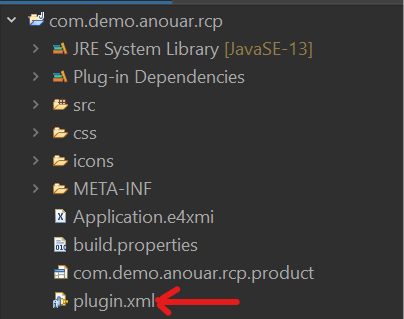 com.demo.anouar.rcp
JRE System Library [JavaSE-13]
Plug-in Dependencies
src
css
icons
META-INF
Application.e4xmi
build.properties
com.demo.anouar.rcp.product
plugin.xml